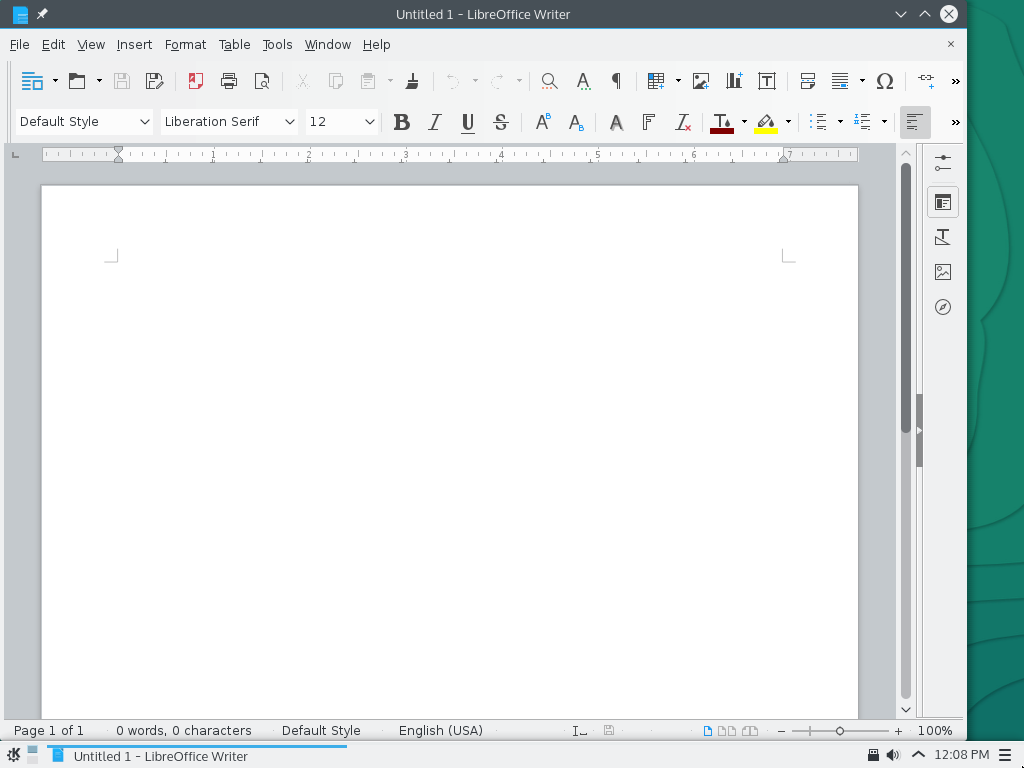 Untitled 1 - LibreOffice Writer
File Edit View Insert Format Table Tools Window Help
Default Style Liberation Serif 12
1 2 3 4 5 6 7
Page 1 of 1 0 words, 0 characters Default Style English (USA) 100%
Untitled 1 - LibreOffice Writer 12:08 PM